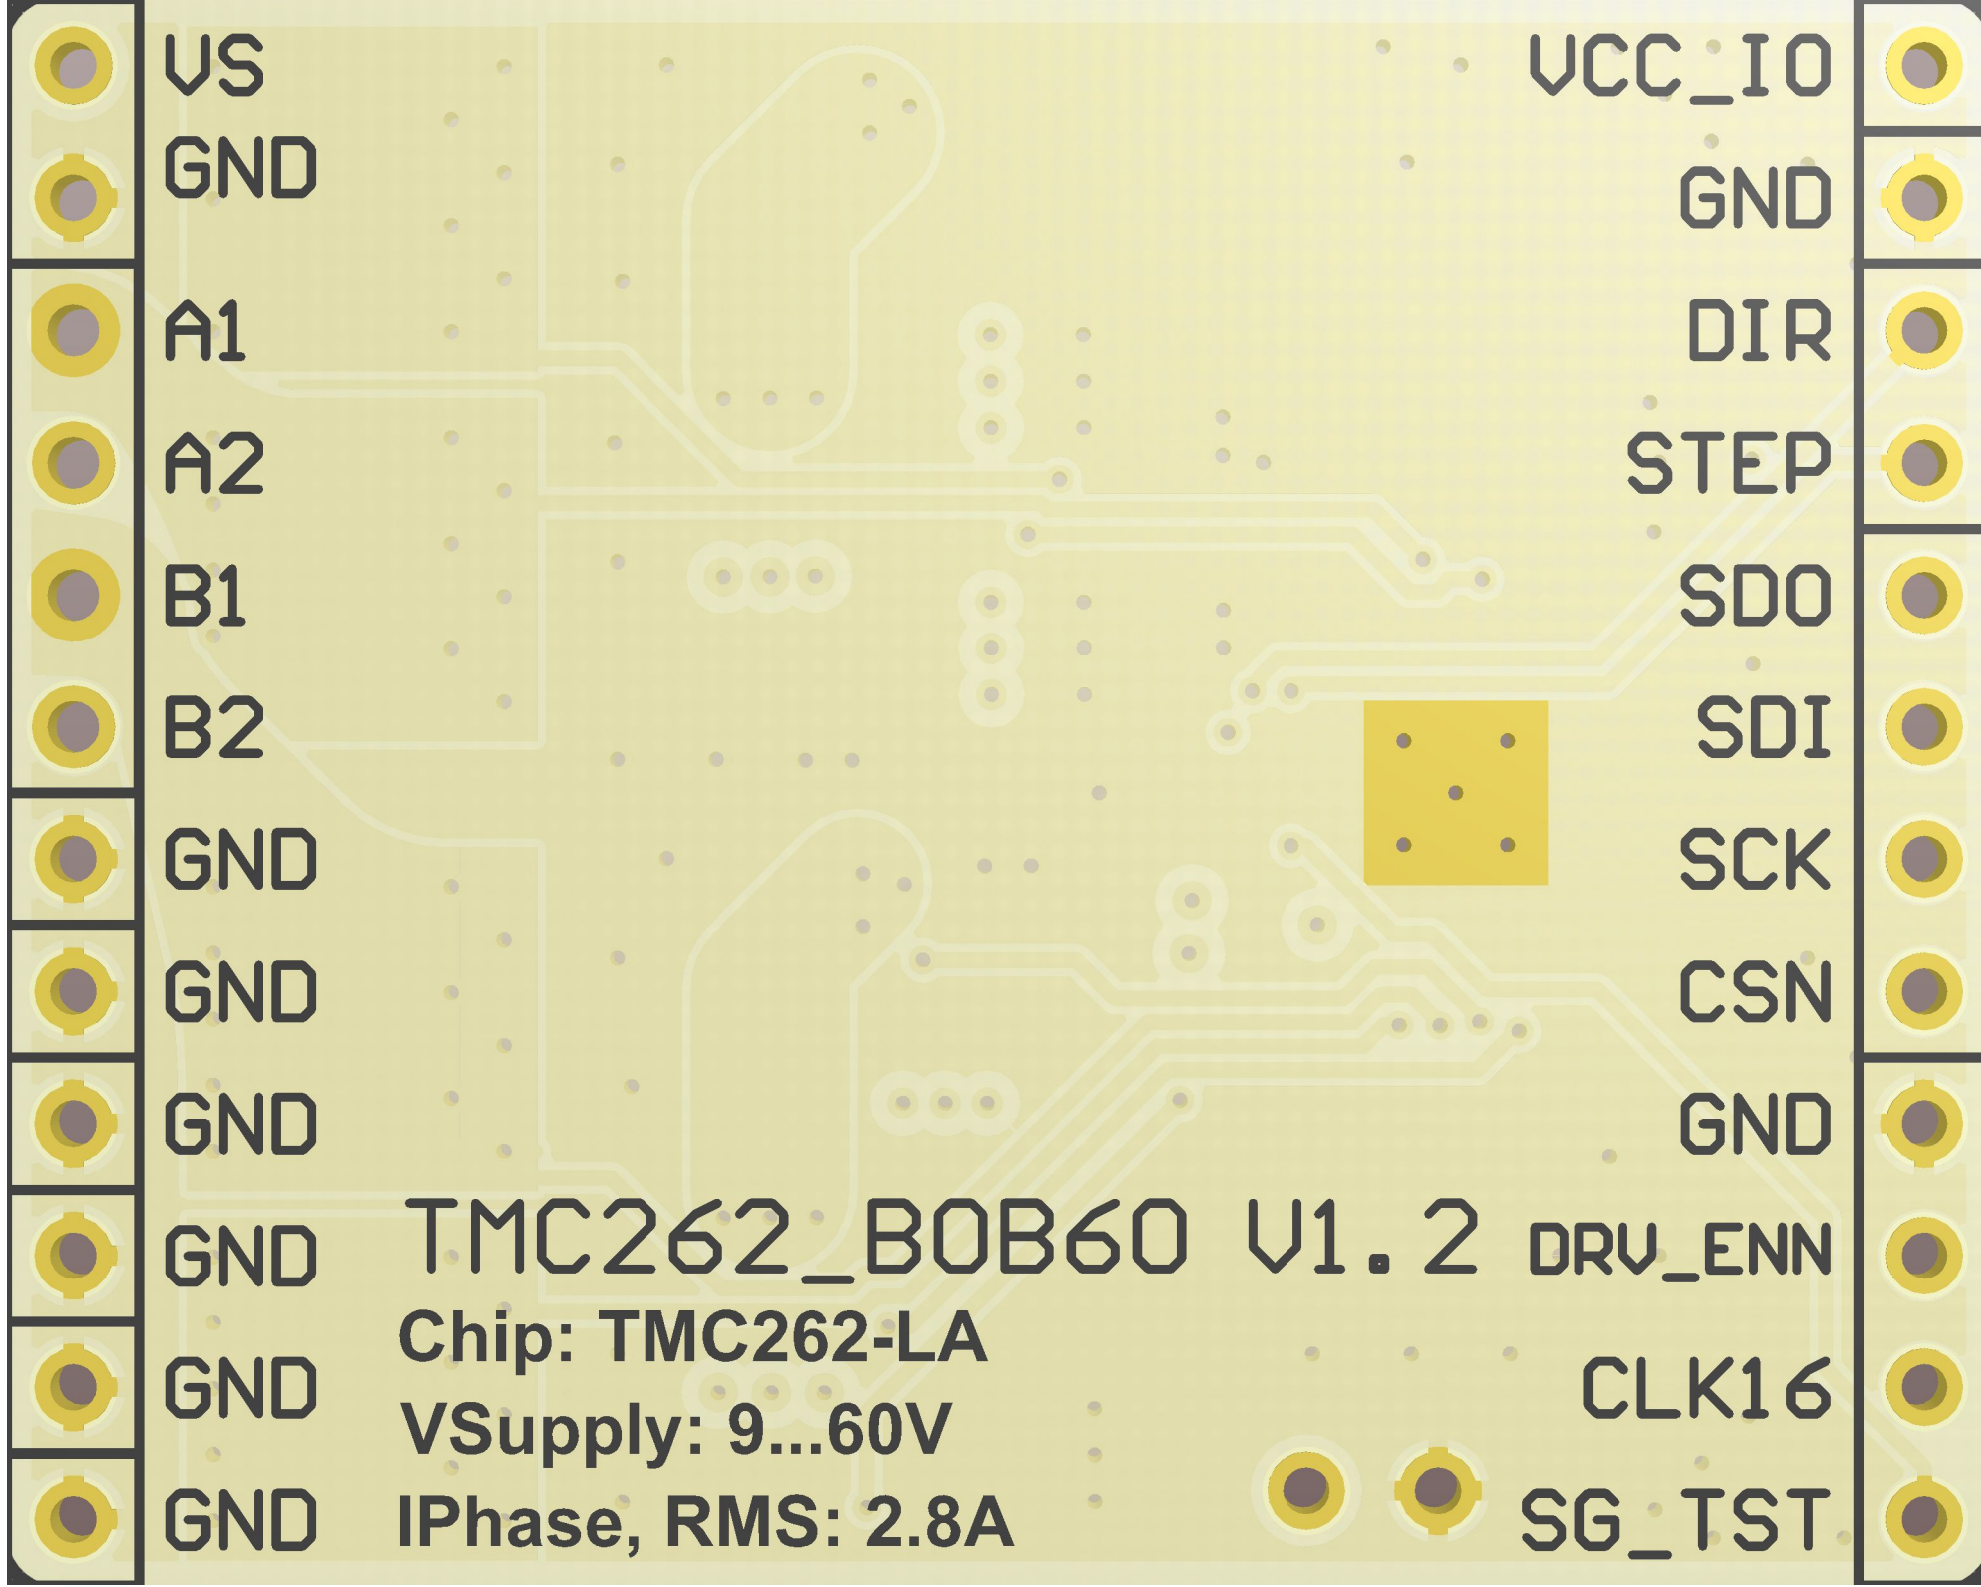 VS
VCC_IO
GND
GND
A1
DIR
A2
STEP
B1
SDO
B2
SDI
GND
SCK
GND
CSN
GND
GND
GND
TMC262_BOB60 V1.2
DRV_ENN
Chip: TMC262-LA
GND
VSupply: 9...60V
CLK16
GND
IPhase, RMS: 2.8A
SG_TST